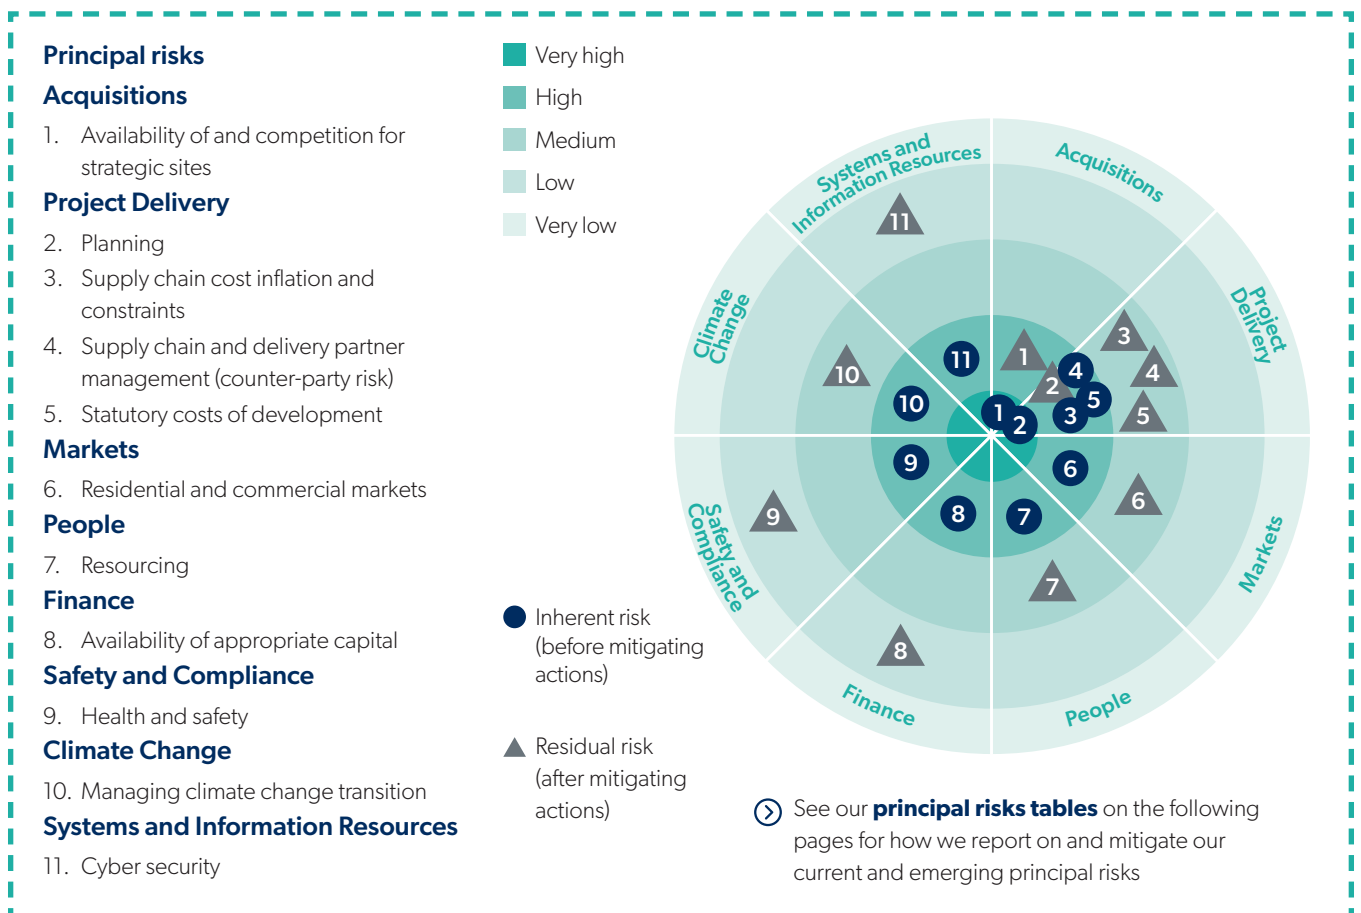 Principal risks
Acquisitions
1. Availability of and competition for
strategic sites
Project Delivery
2. Planning
3. Supply chain cost inflation and
constraints
4. Supply chain and delivery partner
management (counter-party risk)
5. Statutory costs of development
Markets
6. Residential and commercial markets
People
7. Resourcing
Finance
8. Availability of appropriate capital
Safety and Compliance
9. Health and safety
Climate Change
10. Managing climate change transition
Systems and Information Resources
11. Cyber security
Very high
High
Medium
Low
Very low
Inherent risk
(before mitigating
actions)
Residual risk
(after mitigating
actions)
Systems and
Information Resources
Acquisitions
Project
Delivery
Markets
People
Finance
Safety and
Compliance
Climate
Change
11
3
1
4
10
2
4
11
5
10
5
3
1
2
9
6
6
9
8
7
7
8
See our principal risks tables on the following
pages for how we report on and mitigate our
current and emerging principal risks